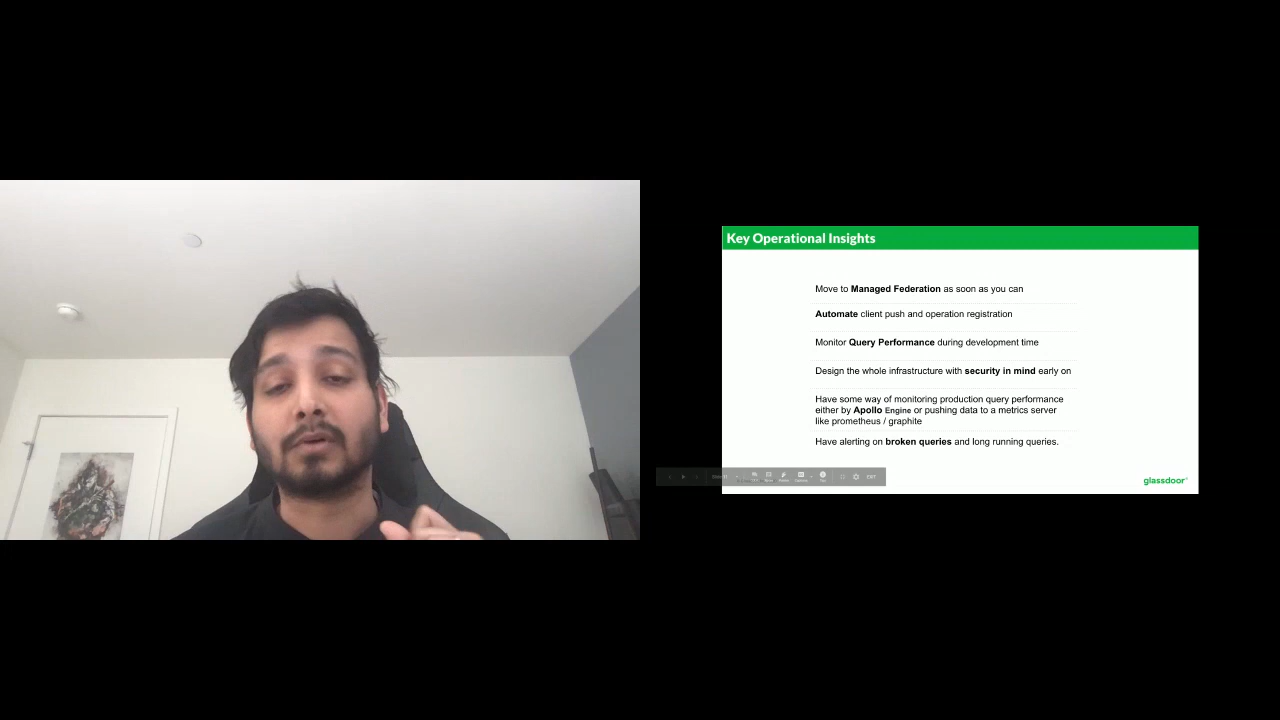 Key Operational Insights
Move to Managed Federation as soon as you can
Automate client push and operation registration
Monitor Query Performance during development time
Design the whole infrastructure with security in mind early on
Have some way of monitoring production query performance
either by Apollo Engine or pushing data to a metrics server
like prometheus / graphite
Have alerting on broken queries and long running queries.
EXIT
glassdoor